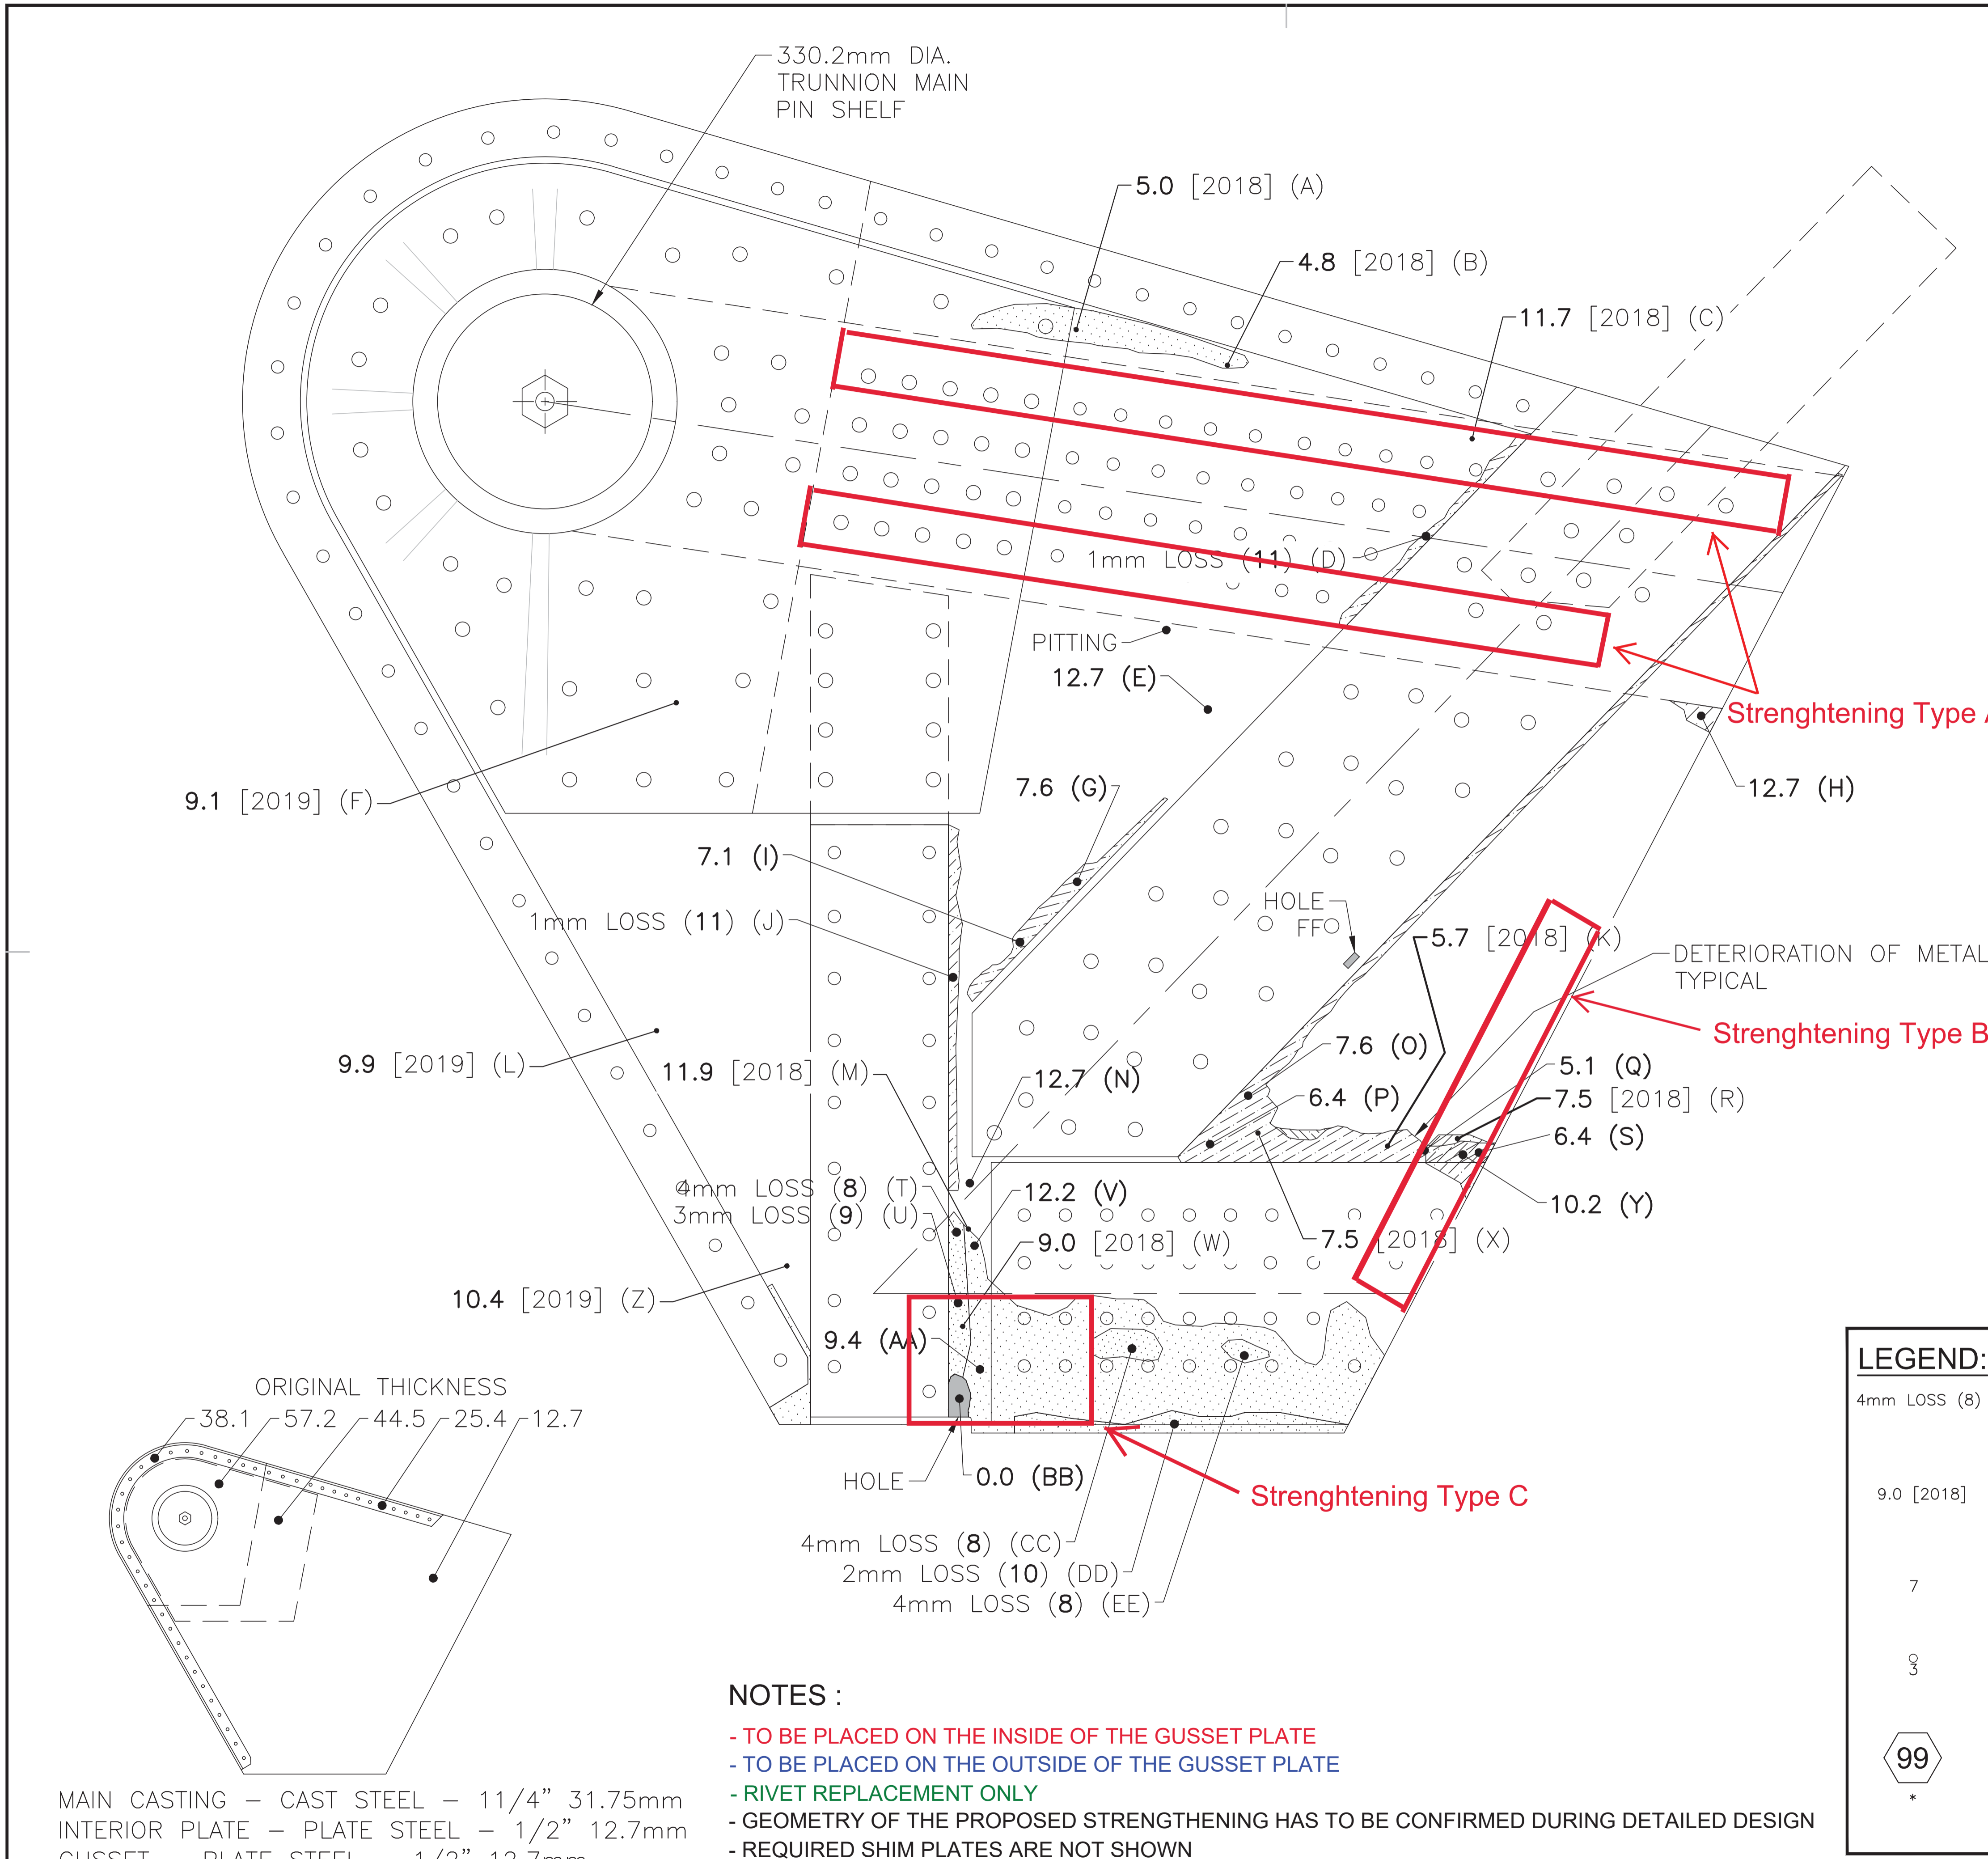 330.2mm DIA.
TRUNNION MAIN
PIN SHELF
5.0 [2018] (A)
4.8 [2018] (B)
11.7 [2018] (C)
1mm LOSS (11) (D)
PITTING
12.7 (E)
Strenghtening Type A
12.7 (H)
9.1 [2019] (F)
7.6 (G)
7.1 (I)
1mm LOSS (11) (J)
HOLE
FF
5.7 [2018] (K)
DETERIORATION OF METAL
TYPICAL
Strenghtening Type B
9.9 [2019] (L)
11.9 [2018] (M)
12.7 (N)
7.6 (O)
6.4 (P)
5.1 (Q)
7.5 [2018] (R)
6.4 (S)
10.2 (Y)
4mm LOSS (8) (T)
3mm LOSS (9) (U)
12.2 (V)
9.0 [2018] (W)
7.5 [2018] (X)
10.4 [2019] (Z)
9.4 (AA)
HOLE
0.0 (BB)
Strenghtening Type C
4mm LOSS (8) (CC)
2mm LOSS (10) (DD)
4mm LOSS (8) (EE)
ORIGINAL THICKNESS
38.1 57.2 44.5 25.4 12.7
MAIN CASTING – CAST STEEL – 11/4" 31.75mm
INTERIOR PLATE – PLATE STEEL – 1/2" 12.7mm
GUSSET – PLATE STEEL – 1/2" 12.7mm
NOTES :
- TO BE PLACED ON THE INSIDE OF THE GUSSET PLATE
- TO BE PLACED ON THE OUTSIDE OF THE GUSSET PLATE
- RIVET REPLACEMENT ONLY
- GEOMETRY OF THE PROPOSED STRENGTHENING HAS TO BE CONFIRMED DURING DETAILED DESIGN
- REQUIRED SHIM PLATES ARE NOT SHOWN
LEGEND:
4mm LOSS (8)
9.0 [2018]
7
3
99
*